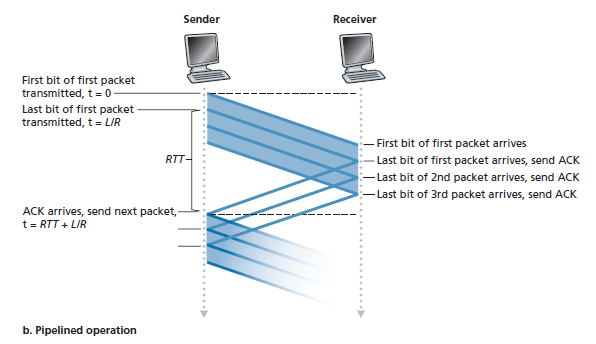 Sender
Receiver
First bit of first packet
transmitted, t = 0
Last bit of first packet
transmitted, t = L/R
RTT
First bit of first packet arrives
Last bit of first packet arrives, send ACK
Last bit of 2nd packet arrives, send ACK
Last bit of 3rd packet arrives, send ACK
ACK arrives, send next packet,
t = RTT + L/R
b. Pipelined operation